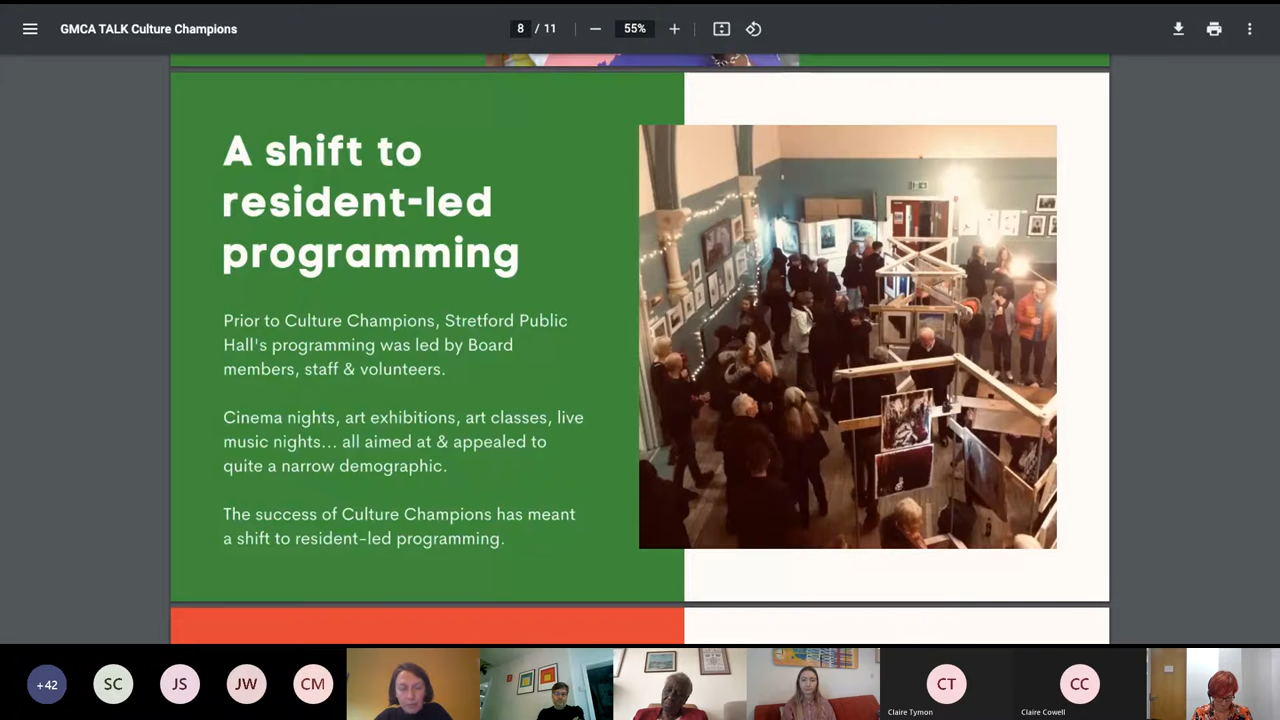 GMCA TALK Culture Champions
8 / 11
55%
A shift to
resident-led
programming
Prior to Culture Champions, Stretford Public
Hall's programming was led by Board
members, staff & volunteers.
Cinema nights, art exhibitions, art classes, live
music nights... all aimed at & appealed to
quite a narrow demographic.
The success of Culture Champions has meant
a shift to resident-led programming.
+42
SC
JS
JW
CM
CT
CC
Claire Tymon
Claire Cowell